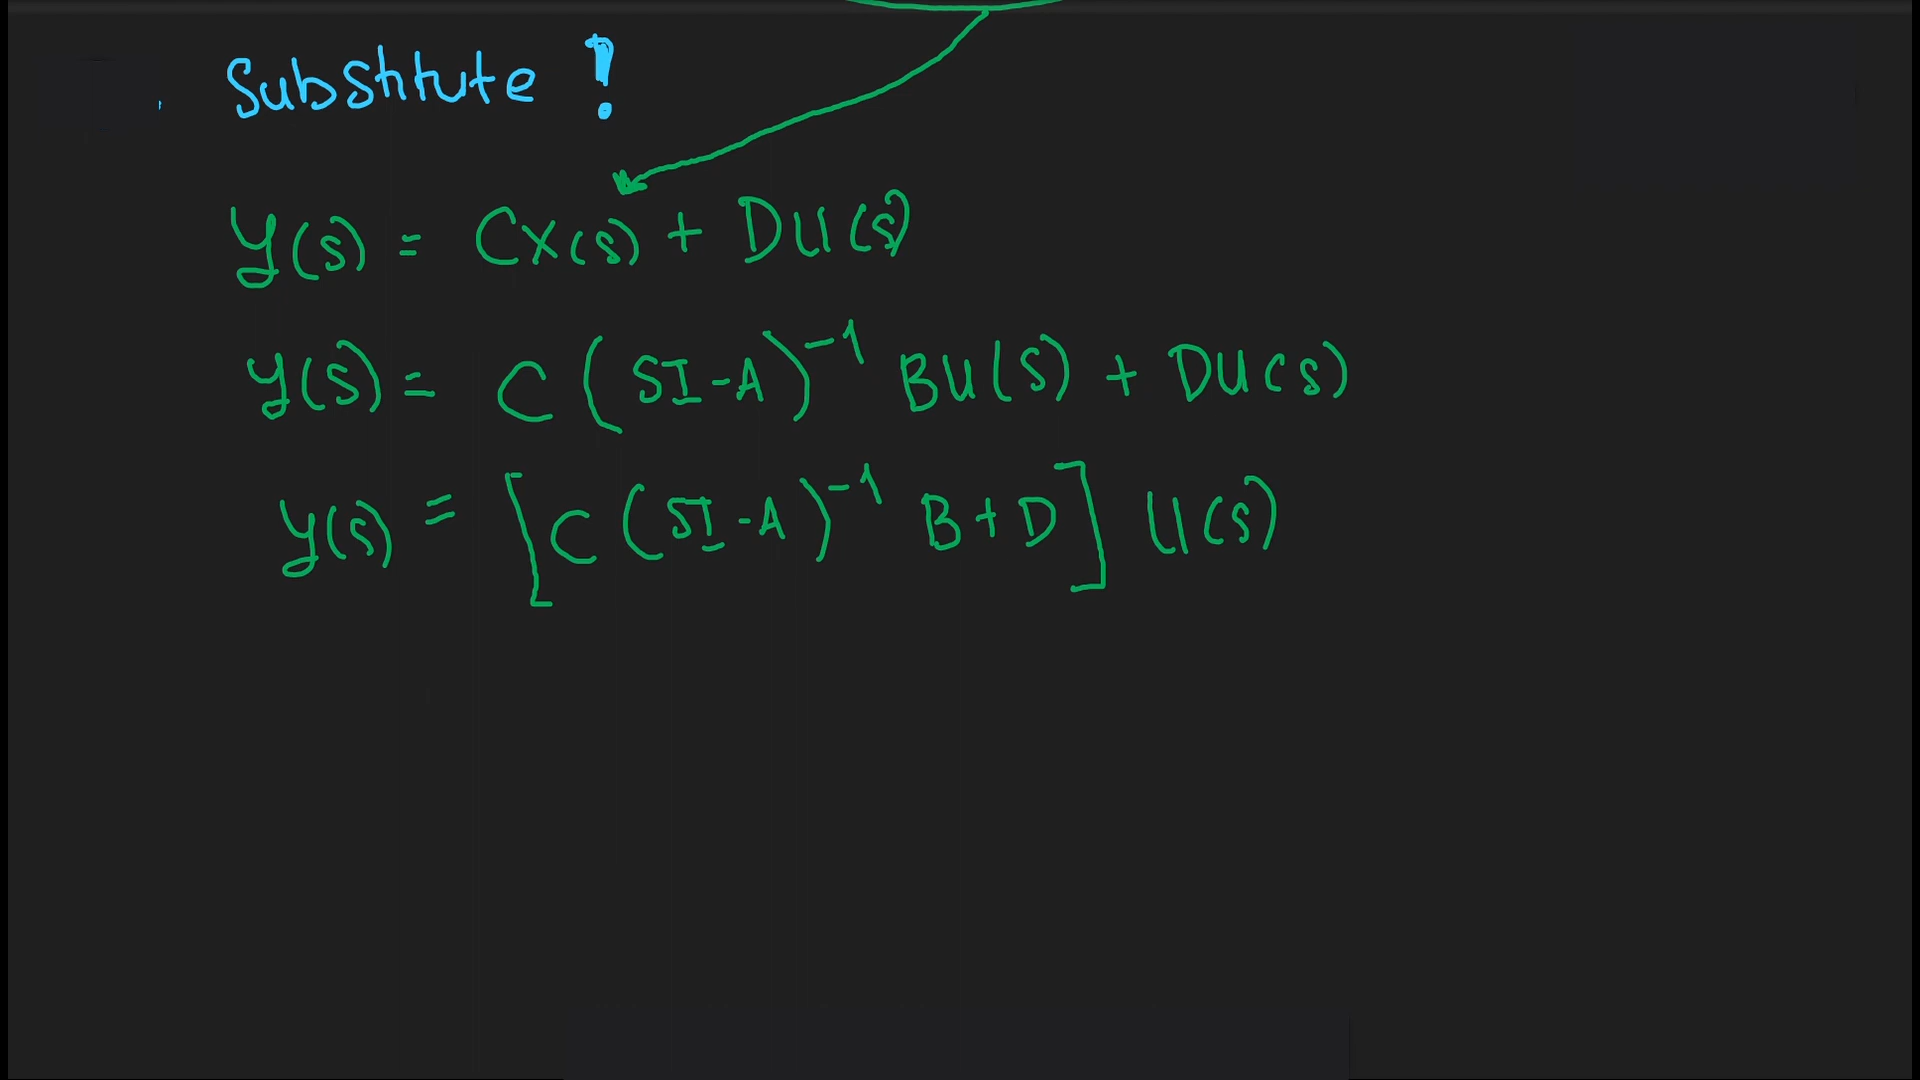 Substitute !
Y(s) = CX(s) + DU(s)
Y(s) = C(SI-A)⁻¹ BU(s) + DU(s)
Y(s) = [C(SI-A)⁻¹ B+D] U(s)